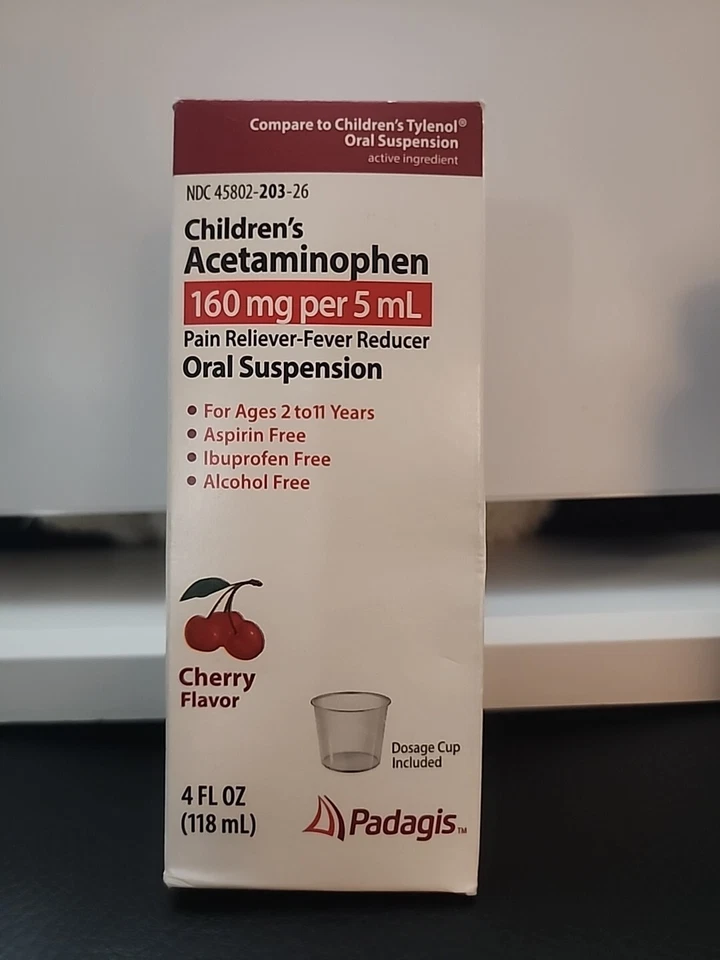 Compare to Children's Tylenol®
Oral Suspension
active ingredient
NDC 45802-203-26
Children's
Acetaminophen
160 mg per 5 mL
Pain Reliever-Fever Reducer
Oral Suspension
• For Ages 2 to11 Years
• Aspirin Free
• Ibuprofen Free
• Alcohol Free
Cherry
Flavor
Dosage Cup
Included
4 FL OZ
(118 mL)
Padagis™